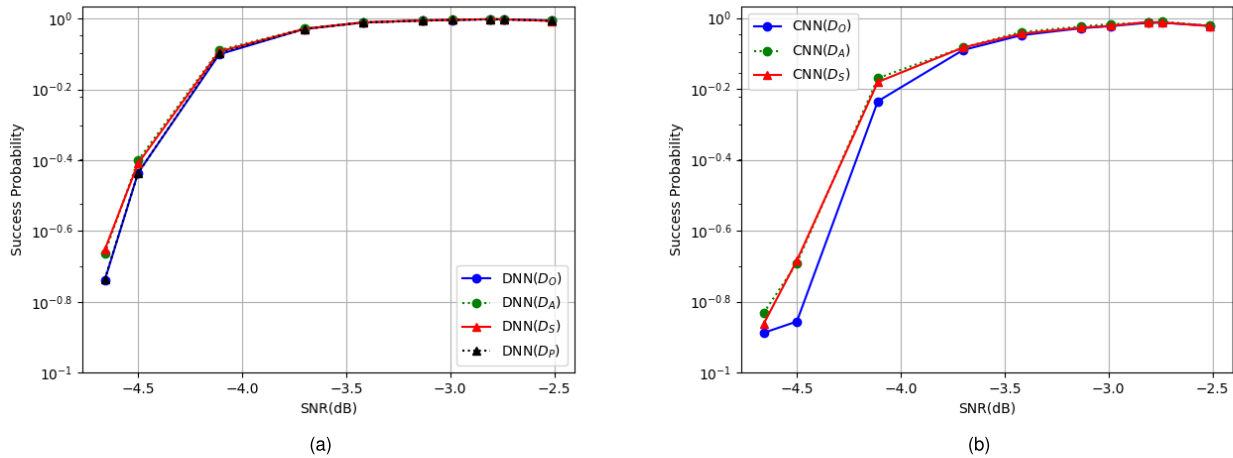 10^0
10^−0.2
10^−0.4
10^−0.6
10^−0.8
10^−1
Success Probability
DNN(D_O)
DNN(D_A)
DNN(D_S)
DNN(D_P)
−4.5 −4.0 −3.5 −3.0 −2.5
SNR(dB)
(a)
10^0
10^−0.2
10^−0.4
10^−0.6
10^−0.8
10^−1
Success Probability
CNN(D_O)
CNN(D_A)
CNN(D_S)
−4.5 −4.0 −3.5 −3.0 −2.5
SNR(dB)
(b)